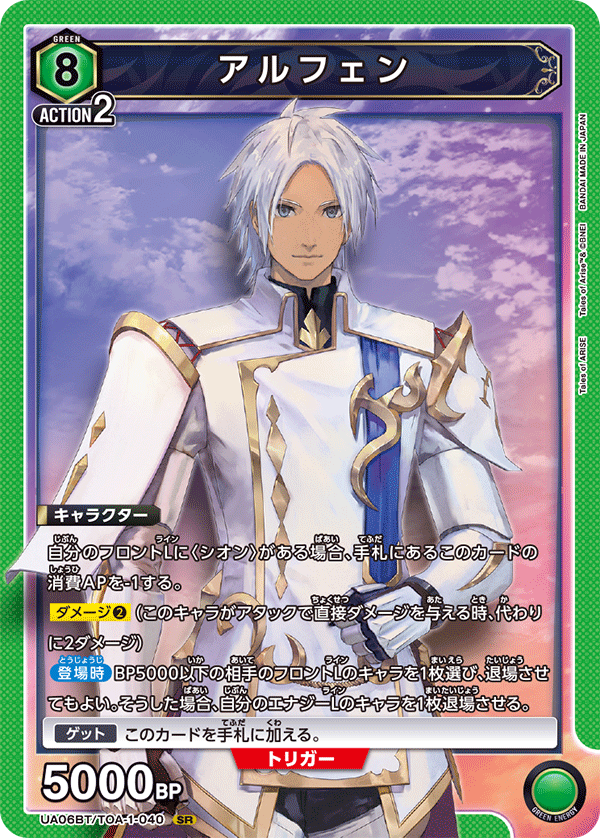 GREEN
8
アルフェン
ACTION 2
BANDAI MADE IN JAPAN
Tales of Arise™& ©BNEI
Tales of ARISE
キャラクター
自分のフロントLに〈シオン〉がある場合、手札にあるこのカードの
消費APを-1する。
ダメージ❷ (このキャラがアタックで直接ダメージを与える時、代わり
に2ダメージ)
登場時 BP5000以下の相手のフロントLのキャラを1枚選び、退場させ
てもよい。そうした場合、自分のエナジーLのキャラを1枚退場させる。
ゲット このカードを手札に加える。
トリガー
5000BP
UA06BT/TOA-1-040 SR
GREEN ENERGY